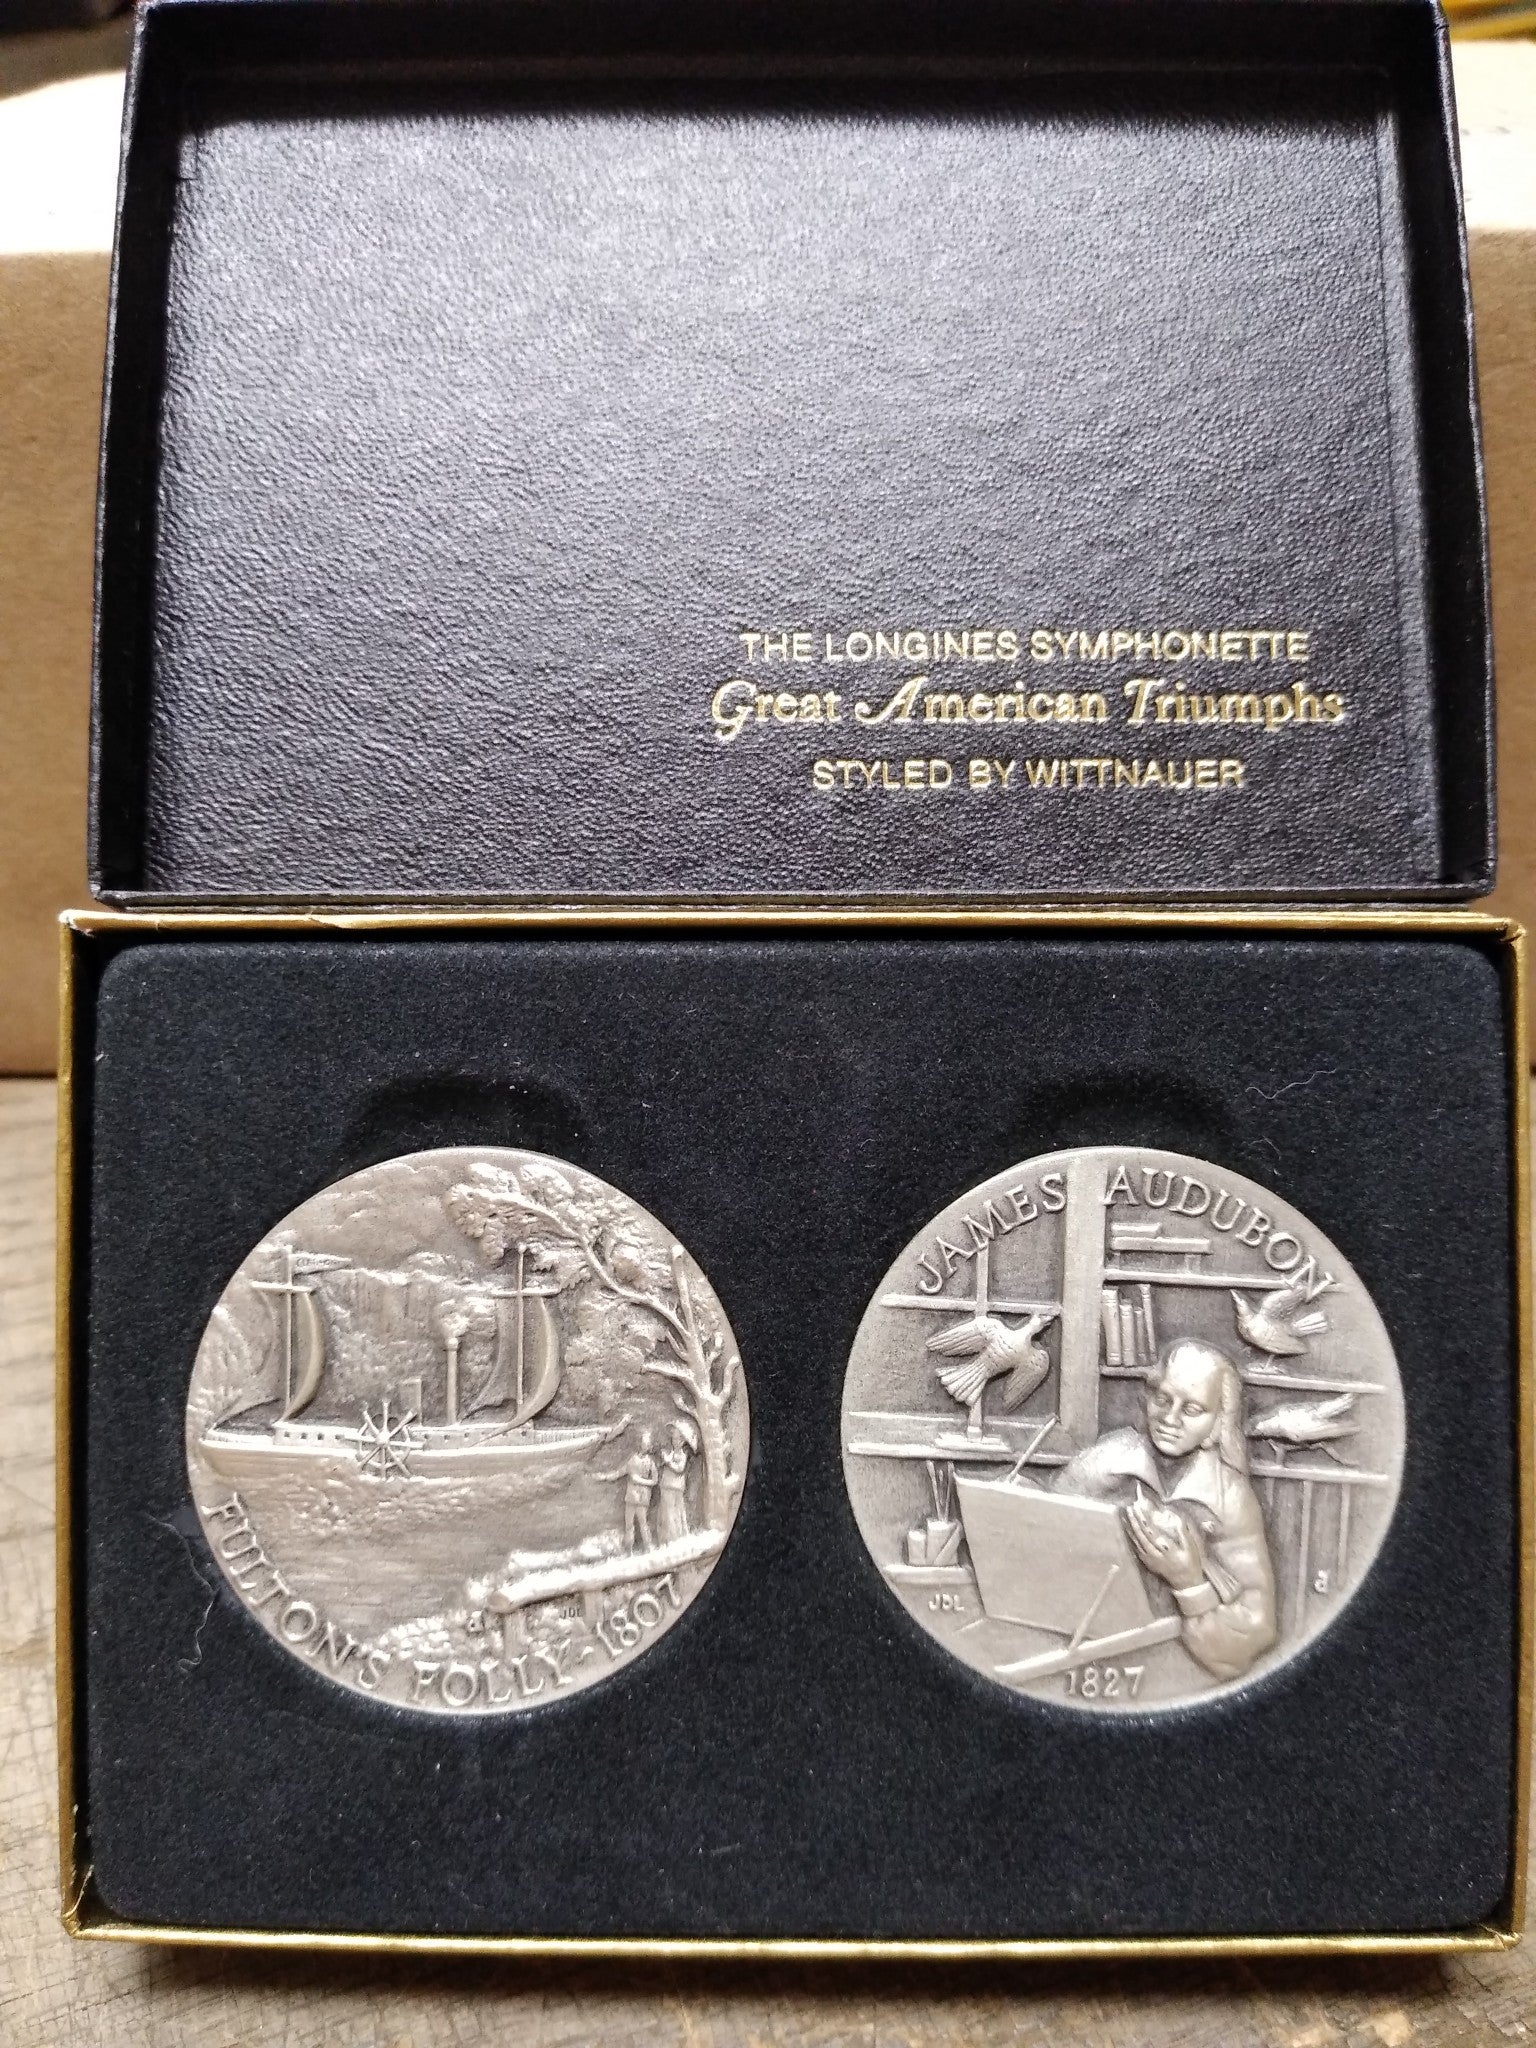 THE LONGINES SYMPHONETTE
Great American Triumphs
STYLED BY WITTNAUER
FULTON'S FOLLY - 1807
JDL
JAMES AUDUBON
JDL
a
1827